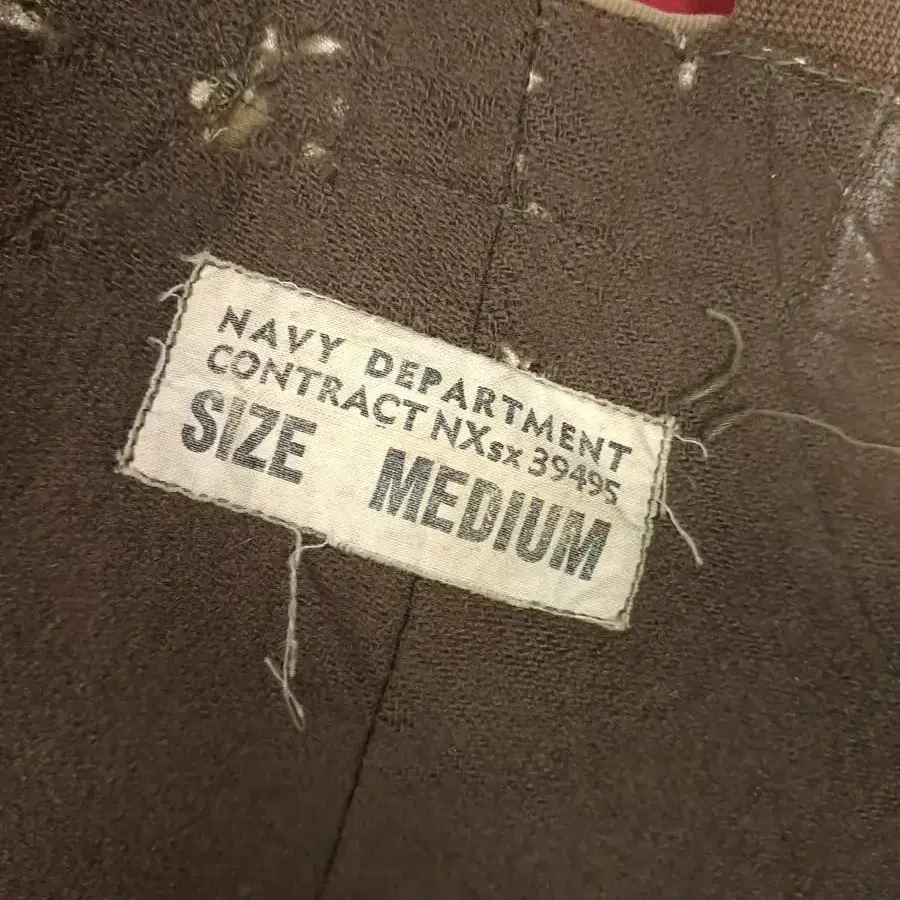 NAVY DEPARTMENT
CONTRACT NXsx 39495
SIZE MEDIUM